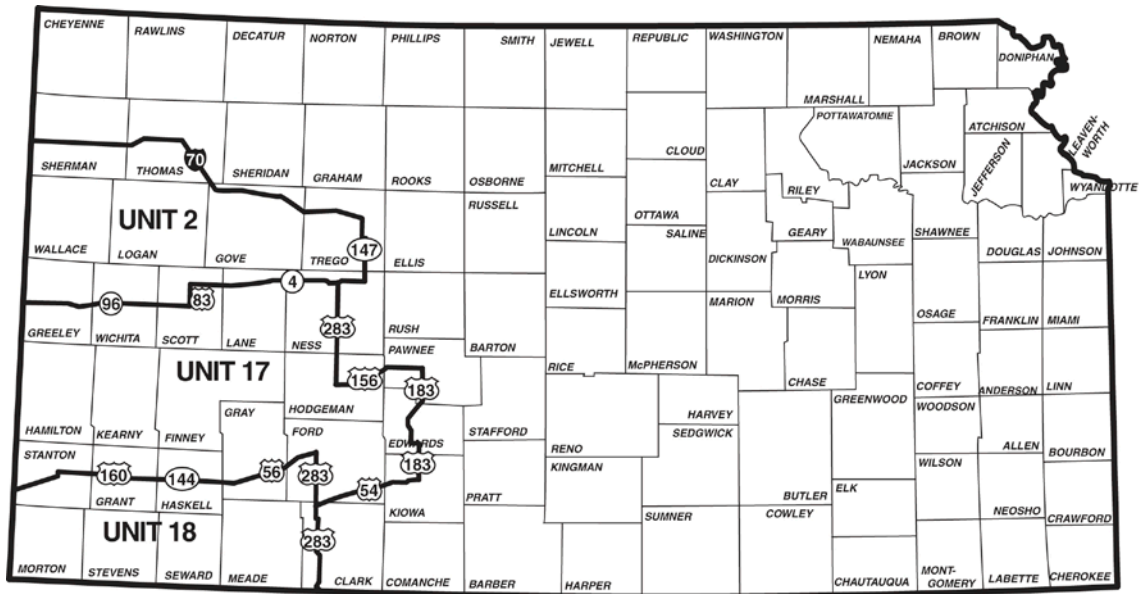 CHEYENNE
RAWLINS
DECATUR
NORTON
PHILLIPS
SMITH
JEWELL
REPUBLIC
WASHINGTON
NEMAHA
BROWN
DONIPHAN
MARSHALL
POTTAWATOMIE
ATCHISON
LEAVEN-
WORTH
SHERMAN
THOMAS
70
SHERIDAN
GRAHAM
ROOKS
OSBORNE
MITCHELL
CLOUD
CLAY
RILEY
JACKSON
JEFFERSON
WYANDOTTE
UNIT 2
WALLACE
LOGAN
GOVE
TREGO
147
ELLIS
RUSSELL
LINCOLN
OTTAWA
SALINE
DICKINSON
GEARY
WABAUNSEE
SHAWNEE
DOUGLAS
JOHNSON
96
83
4
283
GREELEY
WICHITA
SCOTT
LANE
NESS
RUSH
BARTON
ELLSWORTH
RICE
McPHERSON
MARION
MORRIS
LYON
OSAGE
FRANKLIN
MIAMI
UNIT 17
156
PAWNEE
183
CHASE
COFFEY
ANDERSON
LINN
HAMILTON
KEARNY
FINNEY
GRAY
HODGEMAN
FORD
EDWARDS
STAFFORD
RENO
HARVEY
SEDGWICK
GREENWOOD
WOODSON
ALLEN
BOURBON
STANTON
160
144
56
283
54
183
GRANT
HASKELL
KIOWA
PRATT
KINGMAN
BUTLER
ELK
WILSON
NEOSHO
CRAWFORD
UNIT 18
283
SUMNER
COWLEY
MORTON
STEVENS
SEWARD
MEADE
CLARK
COMANCHE
BARBER
HARPER
CHAUTAUQUA
MONT-
GOMERY
LABETTE
CHEROKEE